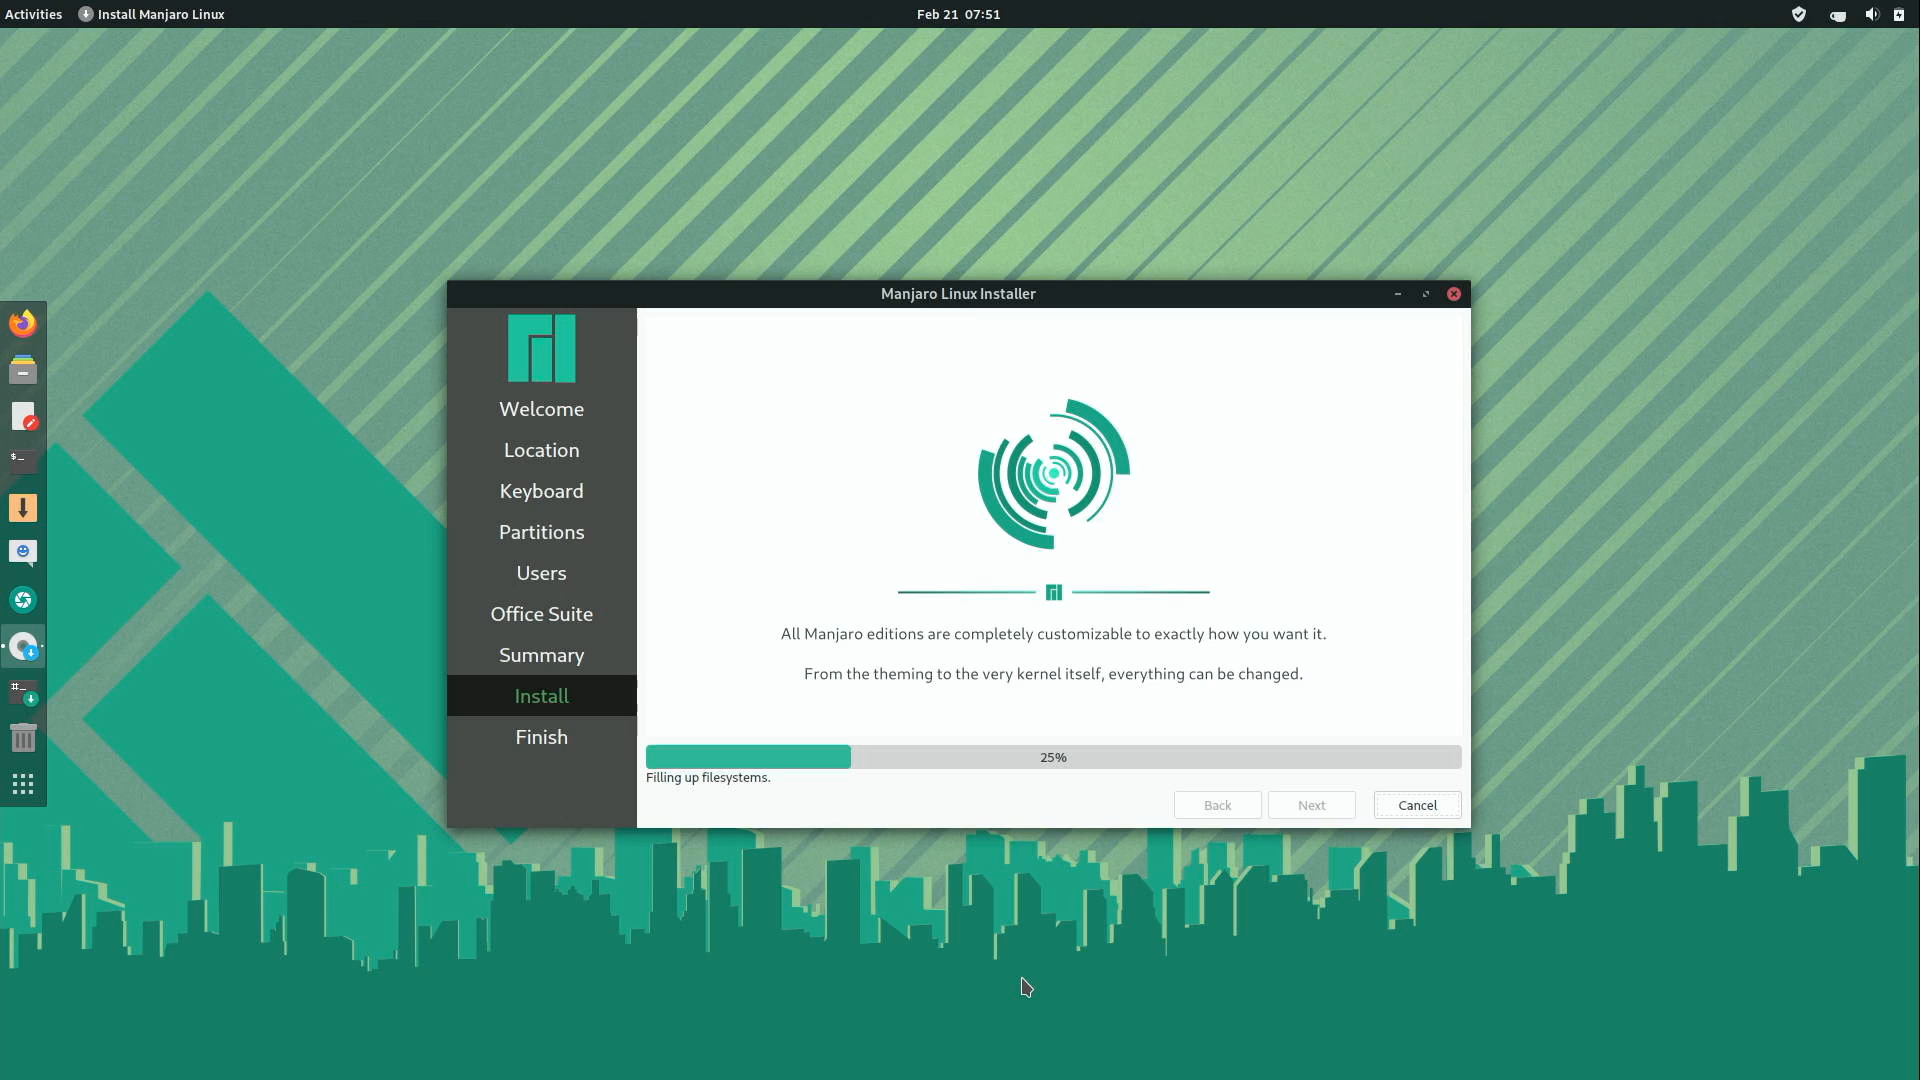 Activities
Install Manjaro Linux
Feb 21 07:51
Manjaro Linux Installer
Welcome
Location
Keyboard
Partitions
Users
Office Suite
Summary
Install
Finish
All Manjaro editions are completely customizable to exactly how you want it.
From the theming to the very kernel itself, everything can be changed.
25%
Filling up filesystems.
Back
Next
Cancel